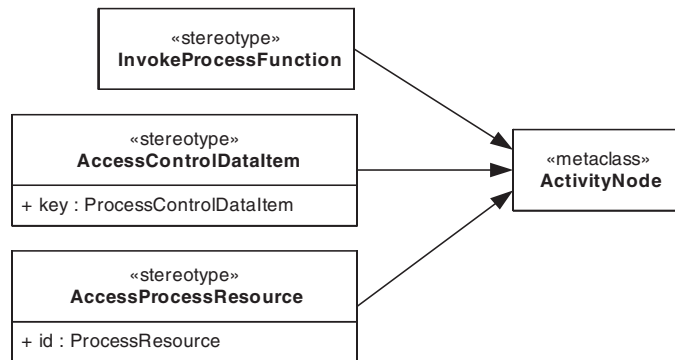 «stereotype»
InvokeProcessFunction
«stereotype»
AccessControlDataItem
+ key : ProcessControlDataItem
«metaclass»
ActivityNode
«stereotype»
AccessProcessResource
+ id : ProcessResource